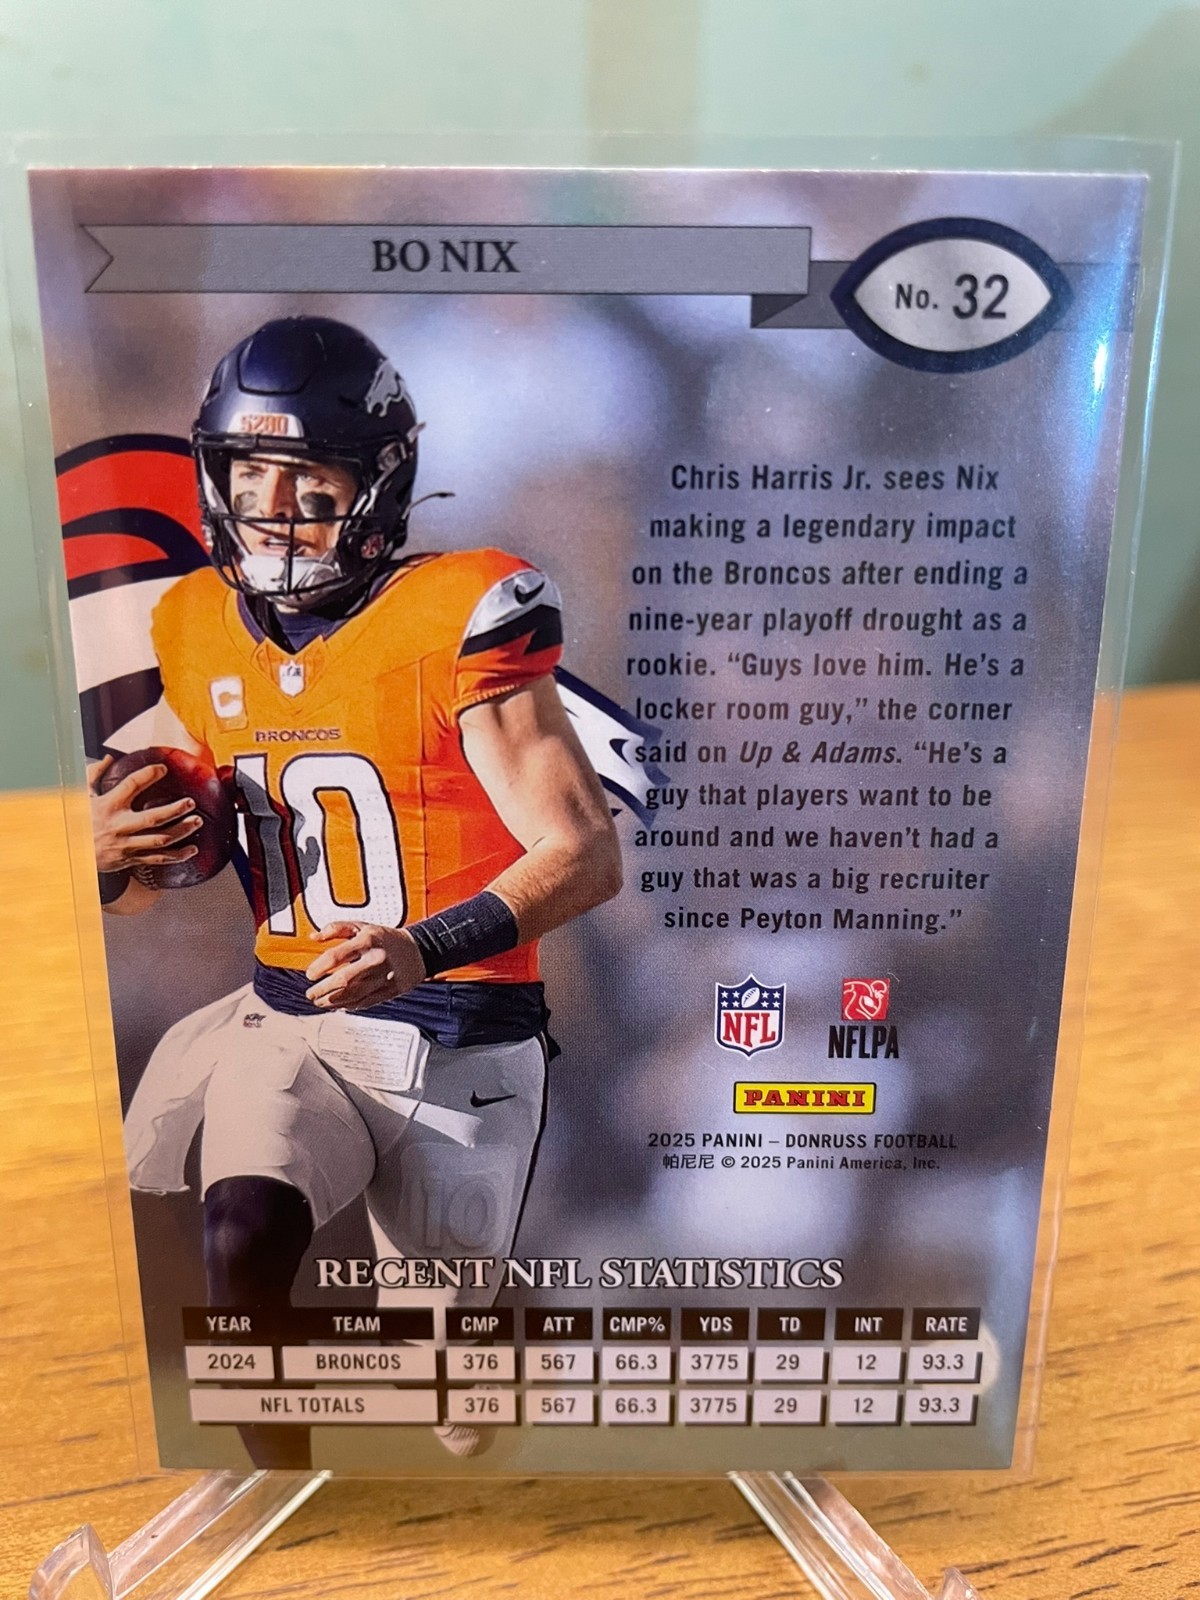 BO NIX
No. 32
5280
Chris Harris Jr. sees Nix
making a legendary impact
on the Broncos after ending a
nine-year playoff drought as a
rookie. “Guys love him. He’s a
locker room guy,” the corner
said on Up & Adams. “He’s a
guy that players want to be
around and we haven’t had a
guy that was a big recruiter
since Peyton Manning.”
C
BRONCOS
10
NFL
NFLPA
PANINI
2025 PANINI – DONRUSS FOOTBALL
帕尼尼 © 2025 Panini America, Inc.
10
RECENT NFL STATISTICS
YEAR TEAM CMP ATT CMP% YDS TD INT RATE
2024 BRONCOS 376 567 66.3 3775 29 12 93.3
NFL TOTALS 376 567 66.3 3775 29 12 93.3